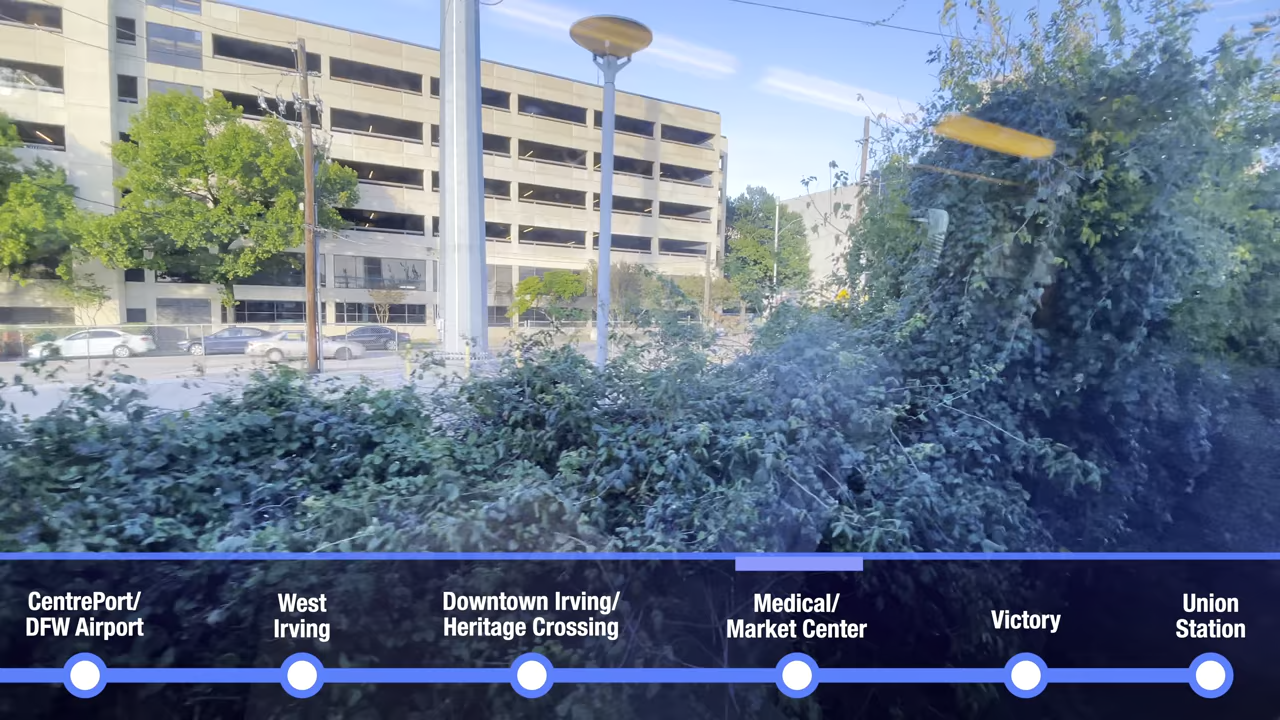 CentrePort/
DFW Airport
West
Irving
Downtown Irving/
Heritage Crossing
Medical/
Market Center
Victory
Union
Station